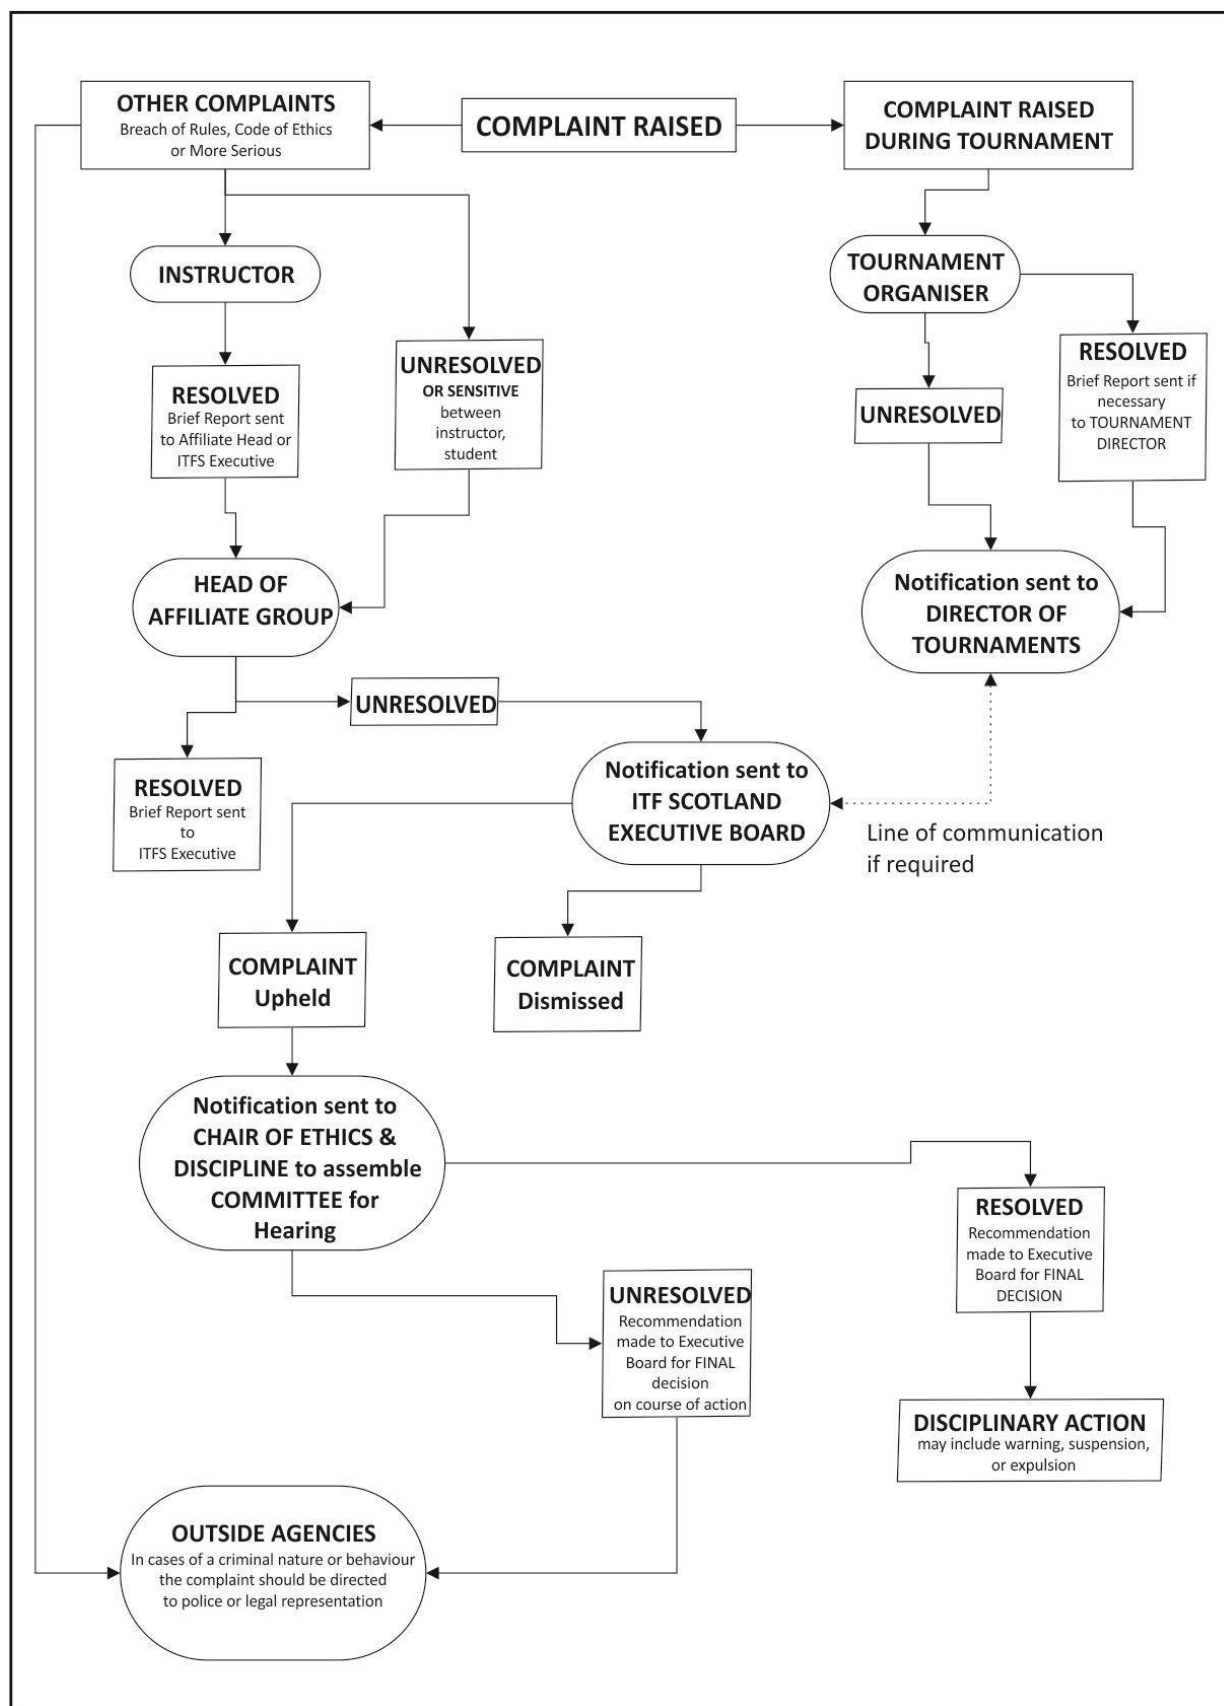 OTHER COMPLAINTS
Breach of Rules, Code of Ethics
or More Serious
COMPLAINT RAISED
COMPLAINT RAISED
DURING TOURNAMENT
INSTRUCTOR
TOURNAMENT
ORGANISER
RESOLVED
Brief Report sent
to Affiliate Head or
ITFS Executive
UNRESOLVED
OR SENSITIVE
between
instructor,
student
UNRESOLVED
RESOLVED
Brief Report sent if
necessary
to TOURNAMENT
DIRECTOR
HEAD OF
AFFILIATE GROUP
Notification sent to
DIRECTOR OF
TOURNAMENTS
UNRESOLVED
RESOLVED
Brief Report sent
to
ITFS Executive
Notification sent to
ITF SCOTLAND
EXECUTIVE BOARD
Line of communication
if required
COMPLAINT
Upheld
COMPLAINT
Dismissed
Notification sent to
CHAIR OF ETHICS &
DISCIPLINE to assemble
COMMITTEE for
Hearing
RESOLVED
Recommendation
made to Executive
Board for FINAL
DECISION
UNRESOLVED
Recommendation
made to Executive
Board for FINAL
decision
on course of action
DISCIPLINARY ACTION
may include warning, suspension,
or expulsion
OUTSIDE AGENCIES
In cases of a criminal nature or behaviour
the complaint should be directed
to police or legal representation